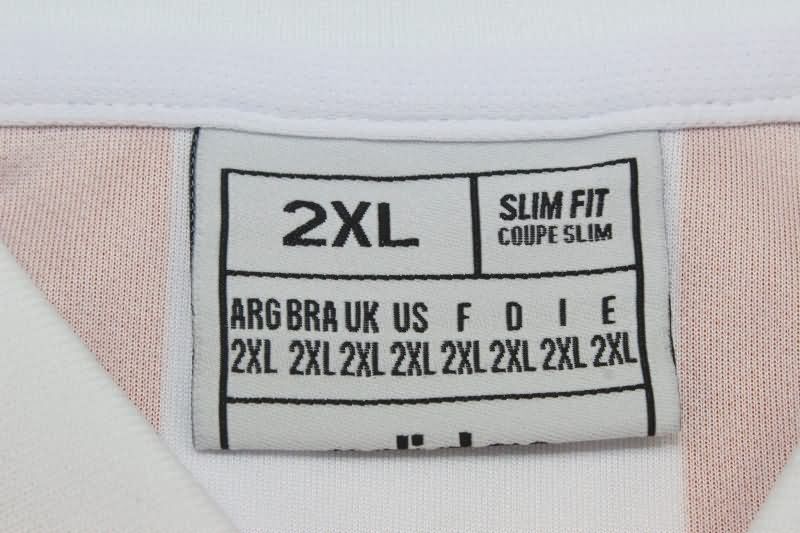 2XL
SLIM FIT
COUPE SLIM
ARG BRA UK US F D I E
2XL 2XL 2XL 2XL 2XL 2XL 2XL 2XL